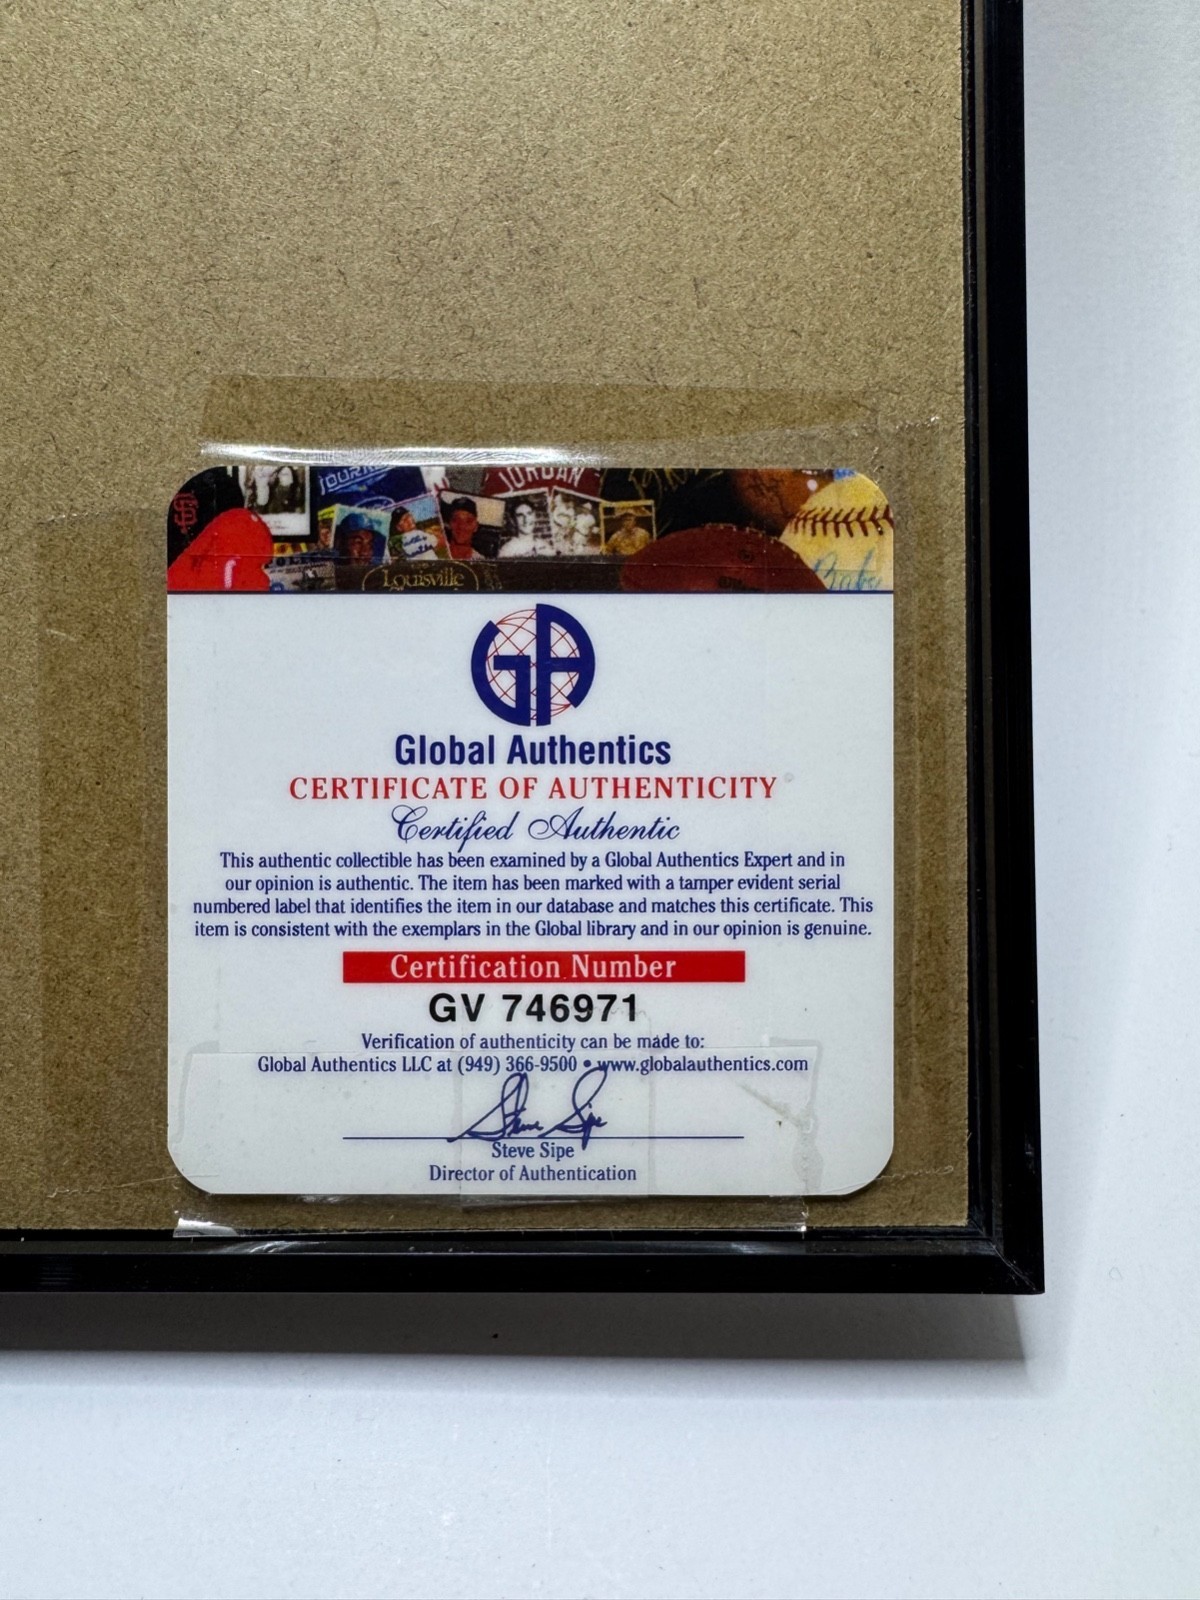 JORDAN
Louisville
Baby
GA
Global Authentics
CERTIFICATE OF AUTHENTICITY
Certified Authentic
This authentic collectible has been examined by a Global Authentics Expert and in
our opinion is authentic. The item has been marked with a tamper evident serial
numbered label that identifies the item in our database and matches this certificate. This
item is consistent with the exemplars in the Global library and in our opinion is genuine.
Certification Number
GV 746971
Verification of authenticity can be made to:
Global Authentics LLC at (949) 366-9500 • www.globalauthentics.com
Steve Sipe
Steve Sipe
Director of Authentication